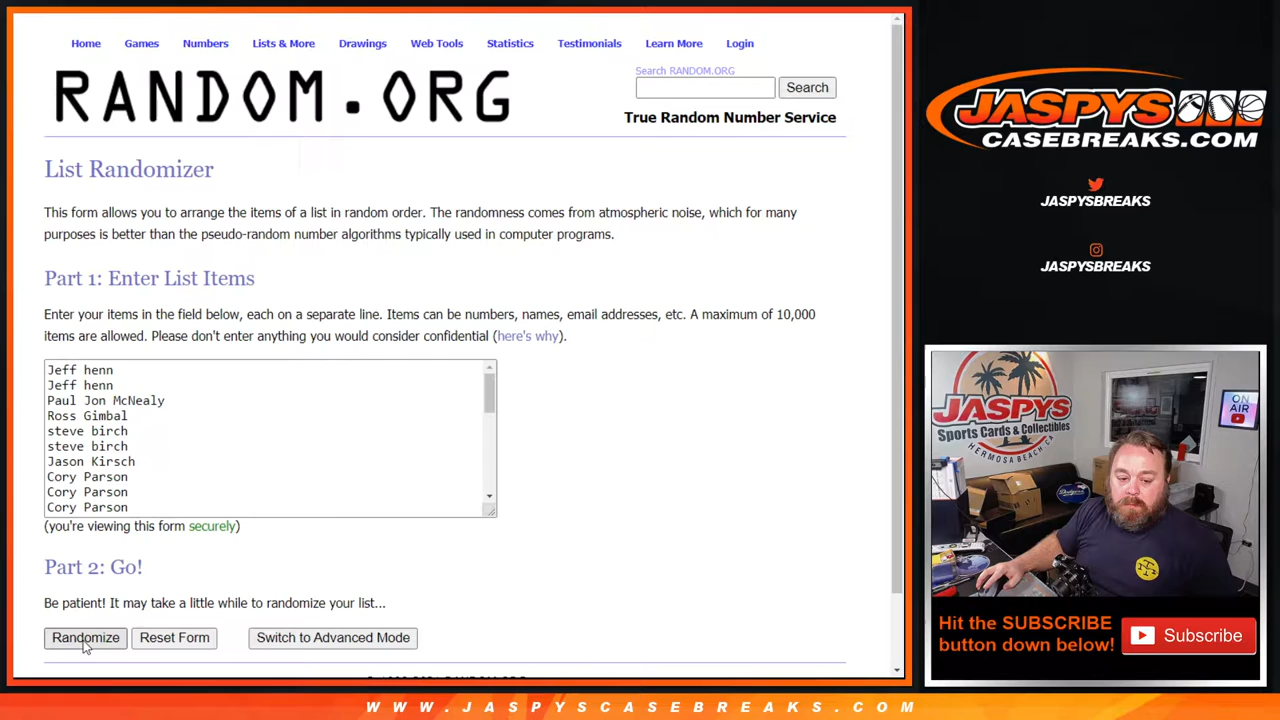 Home Games Numbers Lists & More Drawings Web Tools Statistics Testimonials Learn More Login
RANDOM.ORG
Search RANDOM.ORG
Search
True Random Number Service
List Randomizer
This form allows you to arrange the items of a list in random order. The randomness comes from atmospheric noise, which for many
purposes is better than the pseudo-random number algorithms typically used in computer programs.
Part 1: Enter List Items
Enter your items in the field below, each on a separate line. Items can be numbers, names, email addresses, etc. A maximum of 10,000
items are allowed. Please don't enter anything you would consider confidential (here's why).
Jeff henn
Jeff henn
Paul Jon McNealy
Ross Gimbal
steve birch
steve birch
Jason Kirsch
Cory Parson
Cory Parson
Cory Parson
(you're viewing this form securely)
Part 2: Go!
Be patient! It may take a little while to randomize your list...
Randomize Reset Form Switch to Advanced Mode
JASPYS
CASEBREAKS.COM
JASPYSBREAKS
JASPYSBREAKS
JASPYS
Sports Cards & Collectibles
HERMOSA BEACH CA
ON AIR
Dodgers
Hit the SUBSCRIBE
button down below!
Subscribe
WWW.JASPYSCASEBREAKS.COM